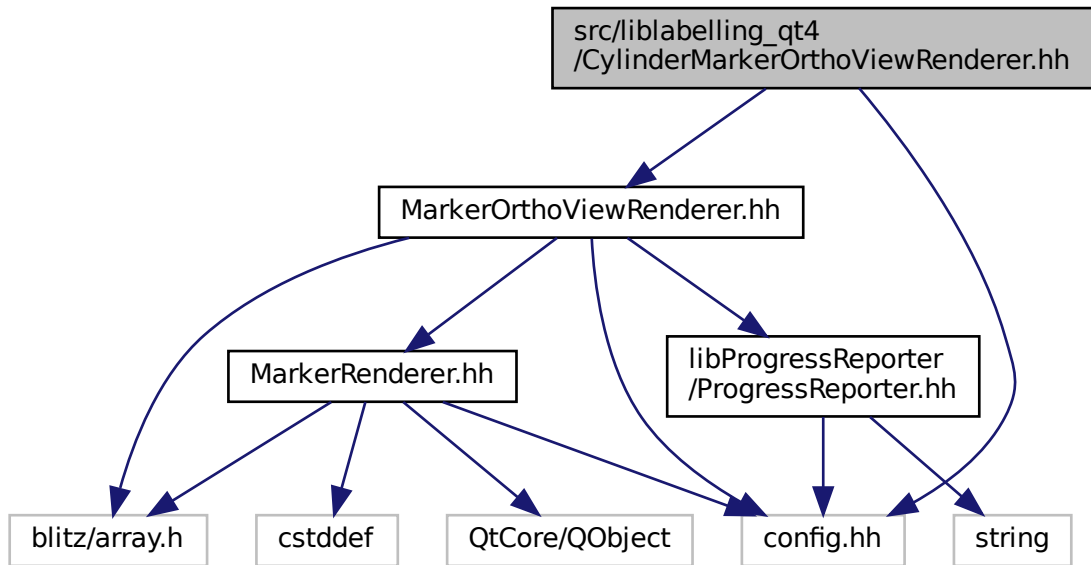 src/liblabelling_qt4
/CylinderMarkerOrthoViewRenderer.hh
MarkerOrthoViewRenderer.hh
MarkerRenderer.hh
libProgressReporter
/ProgressReporter.hh
blitz/array.h
cstddef
QtCore/QObject
config.hh
string